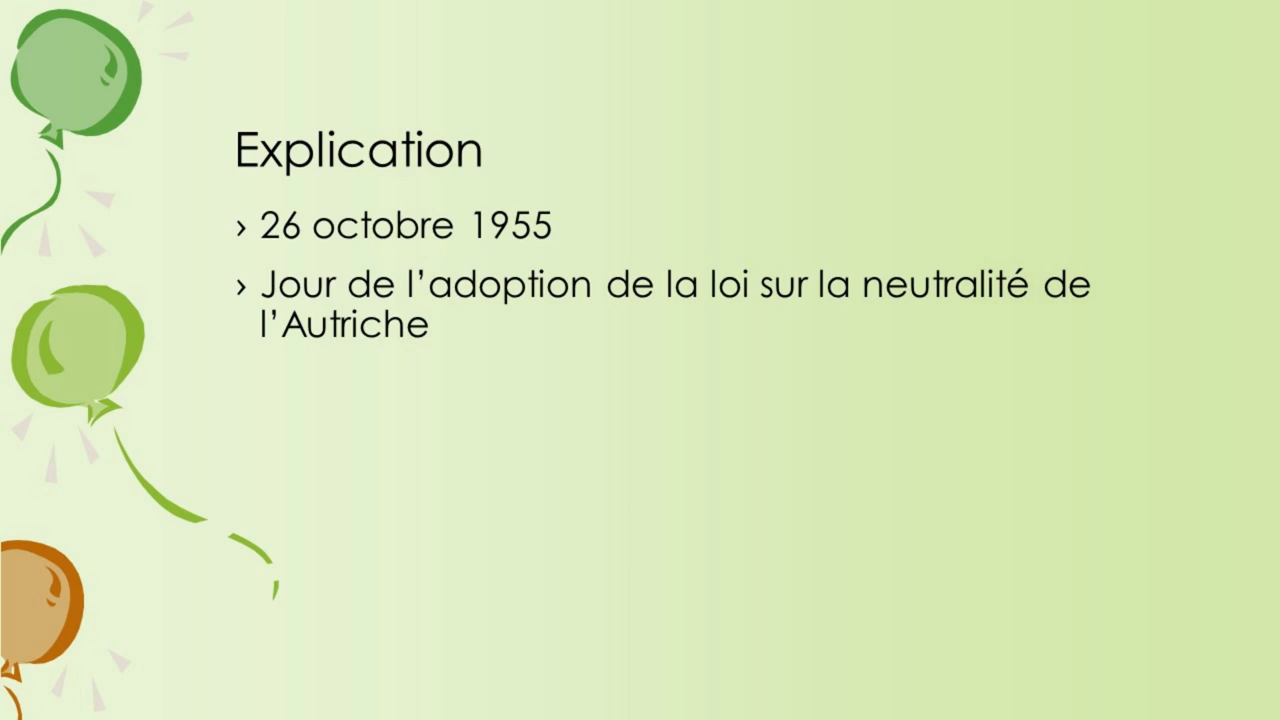 Explication
› 26 octobre 1955
› Jour de l’adoption de la loi sur la neutralité de
l’Autriche